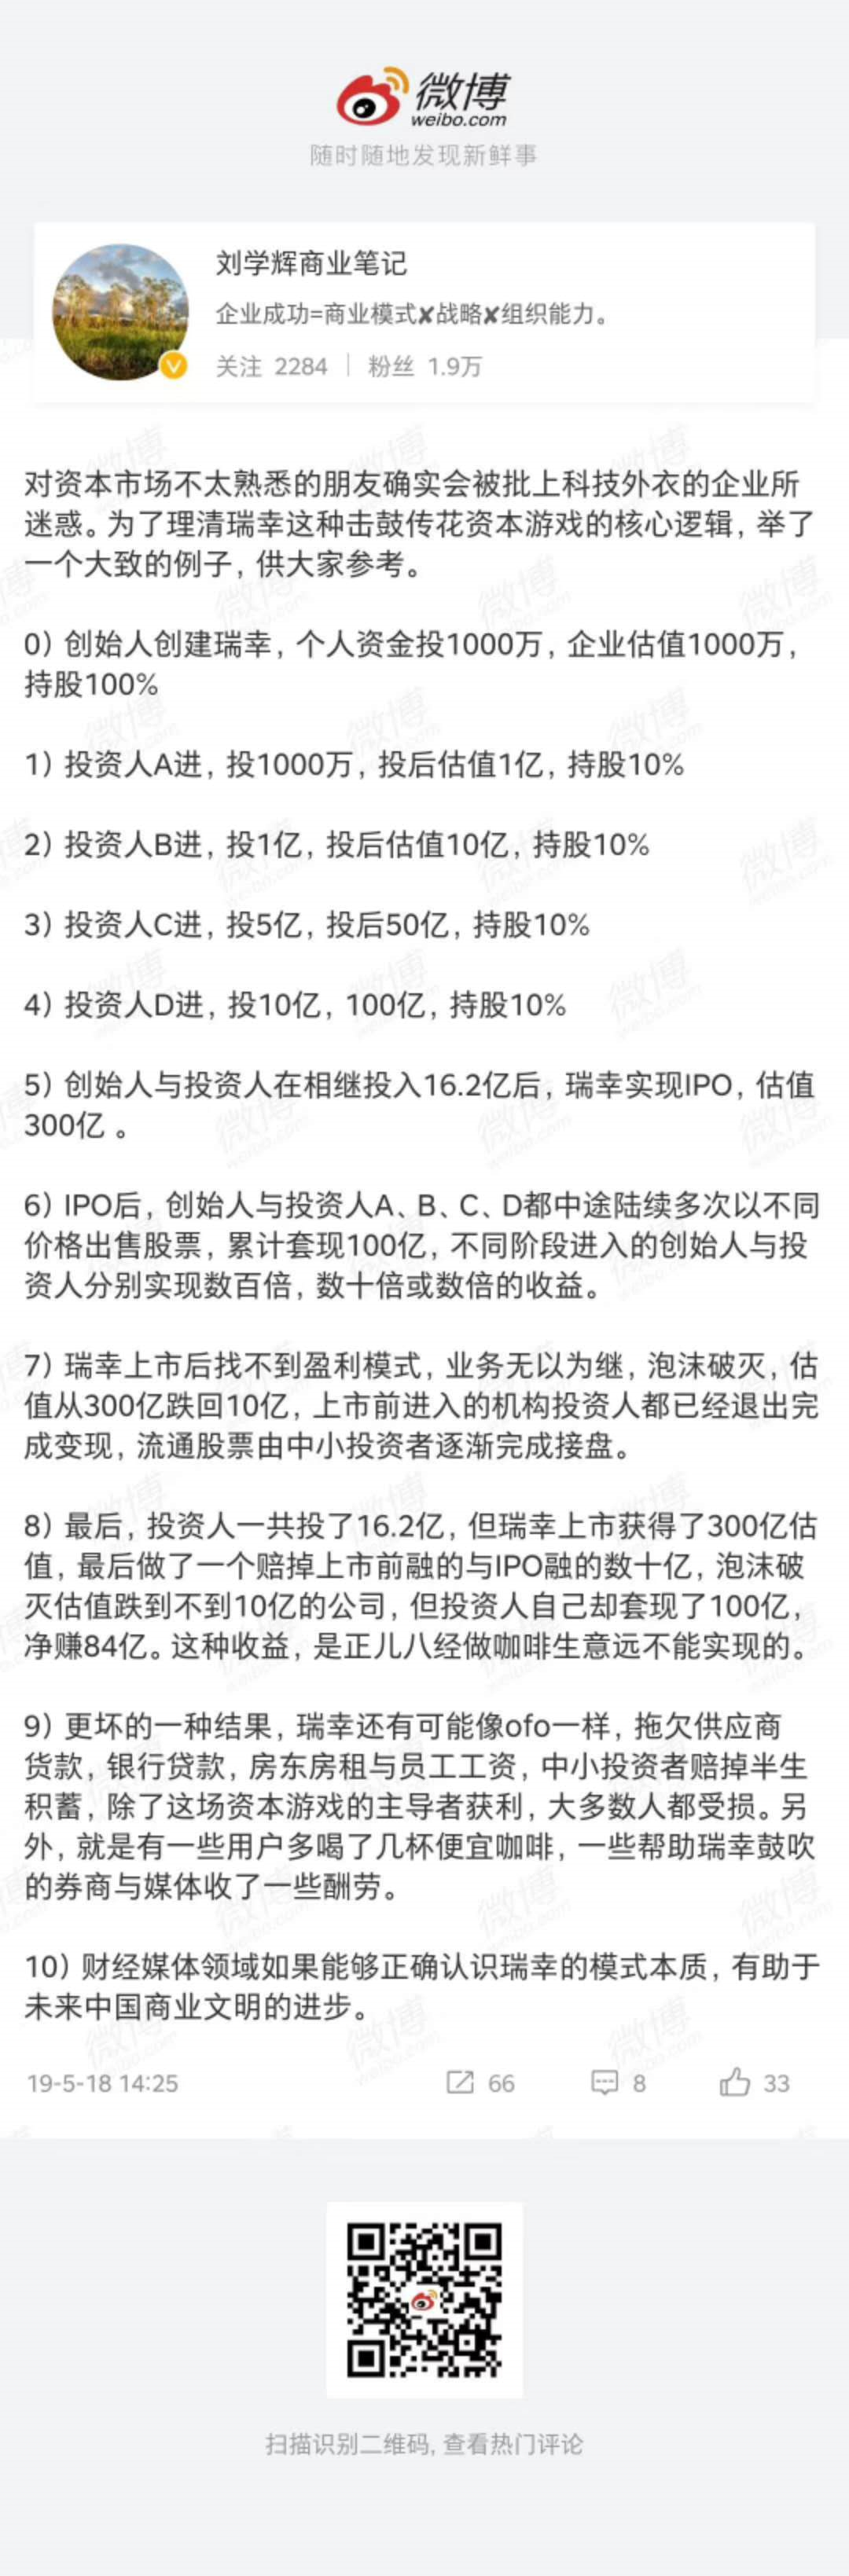 微博
weibo.com
随时随地发现新鲜事
刘学辉商业笔记
企业成功=商业模式✘战略✘组织能力。
关注 2284 | 粉丝 1.9万
对资本市场不太熟悉的朋友确实会被批上科技外衣的企业所
迷惑。为了理清瑞幸这种击鼓传花资本游戏的核心逻辑, 举了
一个大致的例子, 供大家参考。
0) 创始人创建瑞幸, 个人资金投1000万, 企业估值1000万,
持股100%
1) 投资人A进, 投1000万, 投后估值1亿, 持股10%
2) 投资人B进, 投1亿, 投后估值10亿, 持股10%
3) 投资人C进, 投5亿, 投后50亿, 持股10%
4) 投资人D进, 投10亿, 100亿, 持股10%
5) 创始人与投资人在相继投入16.2亿后, 瑞幸实现IPO, 估值
300亿 。
6) IPO后, 创始人与投资人A、B、C、D都中途陆续多次以不同
价格出售股票, 累计套现100亿, 不同阶段进入的创始人与投
资人分别实现数百倍, 数十倍或数倍的收益。
7) 瑞幸上市后找不到盈利模式, 业务无以为继, 泡沫破灭, 估
值从300亿跌回10亿, 上市前进入的机构投资人都已经退出完
成变现, 流通股票由中小投资者逐渐完成接盘。
8) 最后, 投资人一共投了16.2亿, 但瑞幸上市获得了300亿估
值, 最后做了一个赔掉上市前融的与IPO融的数十亿, 泡沫破
灭估值跌到不到10亿的公司, 但投资人自己却套现了100亿,
净赚84亿。这种收益, 是正儿八经做咖啡生意远不能实现的。
9) 更坏的一种结果, 瑞幸还有可能像ofo一样, 拖欠供应商
货款, 银行贷款, 房东房租与员工工资, 中小投资者赔掉半生
积蓄, 除了这场资本游戏的主导者获利, 大多数人都受损。另
外, 就是有一些用户多喝了几杯便宜咖啡, 一些帮助瑞幸鼓吹
的券商与媒体收了一些酬劳。
10) 财经媒体领域如果能够正确认识瑞幸的模式本质, 有助于
未来中国商业文明的进步。
19-5-18 14:25 66 8 33
扫描识别二维码, 查看热门评论